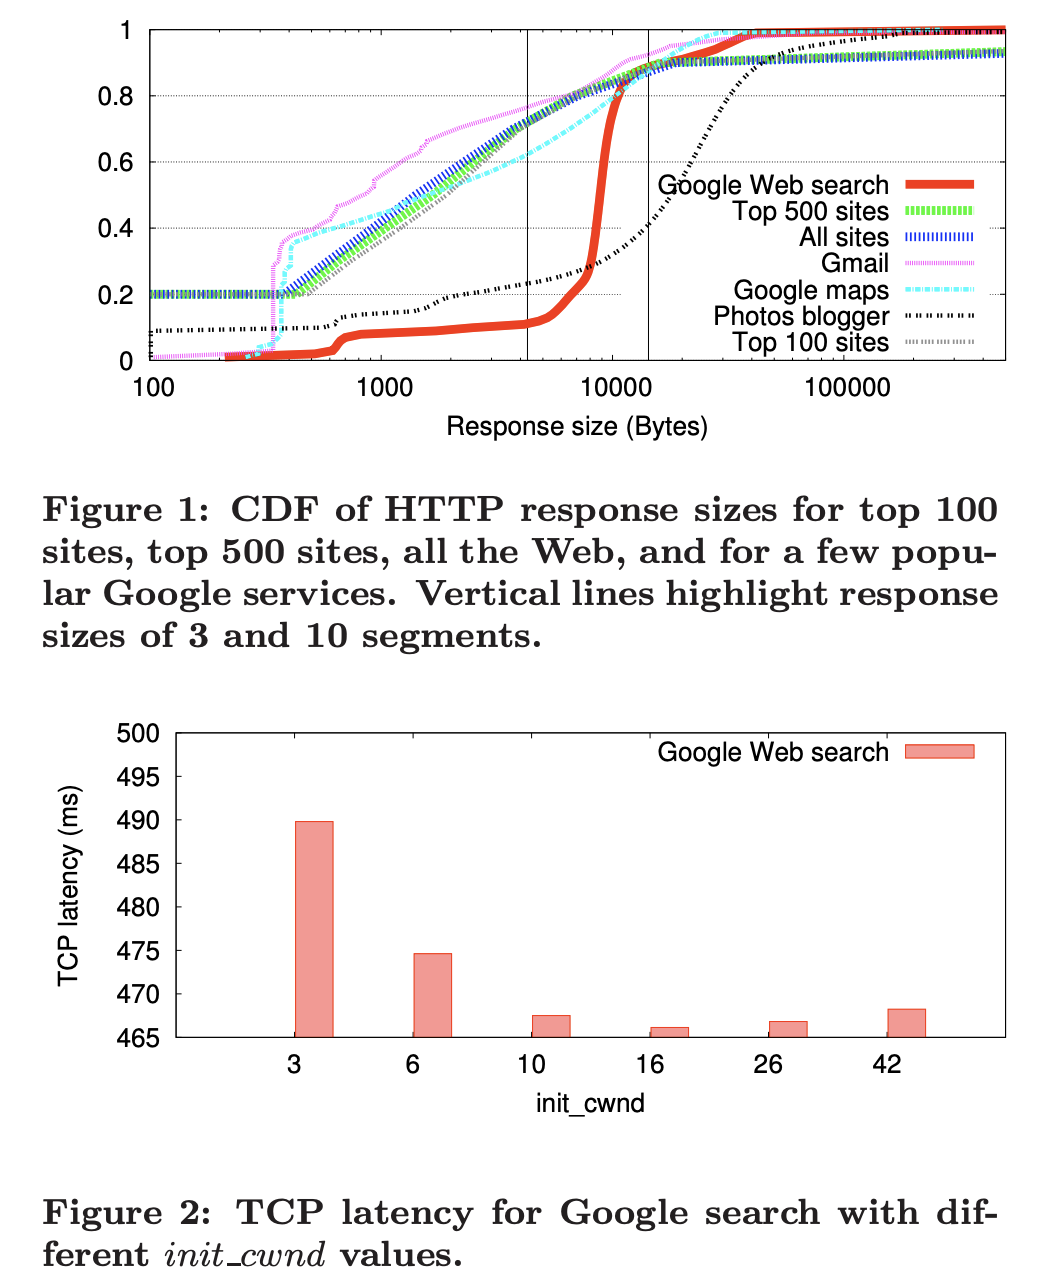 1
0.8
0.6
0.4
0.2
0
100 1000 10000 100000
Response size (Bytes)
Google Web search
Top 500 sites
All sites
Gmail
Google maps
Photos blogger
Top 100 sites
Figure 1: CDF of HTTP response sizes for top 100
sites, top 500 sites, all the Web, and for a few popu-
lar Google services. Vertical lines highlight response
sizes of 3 and 10 segments.
500
495
490
485
480
475
470
465
TCP latency (ms)
Google Web search
3 6 10 16 26 42
init_cwnd
Figure 2: TCP latency for Google search with dif-
ferent init_cwnd values.